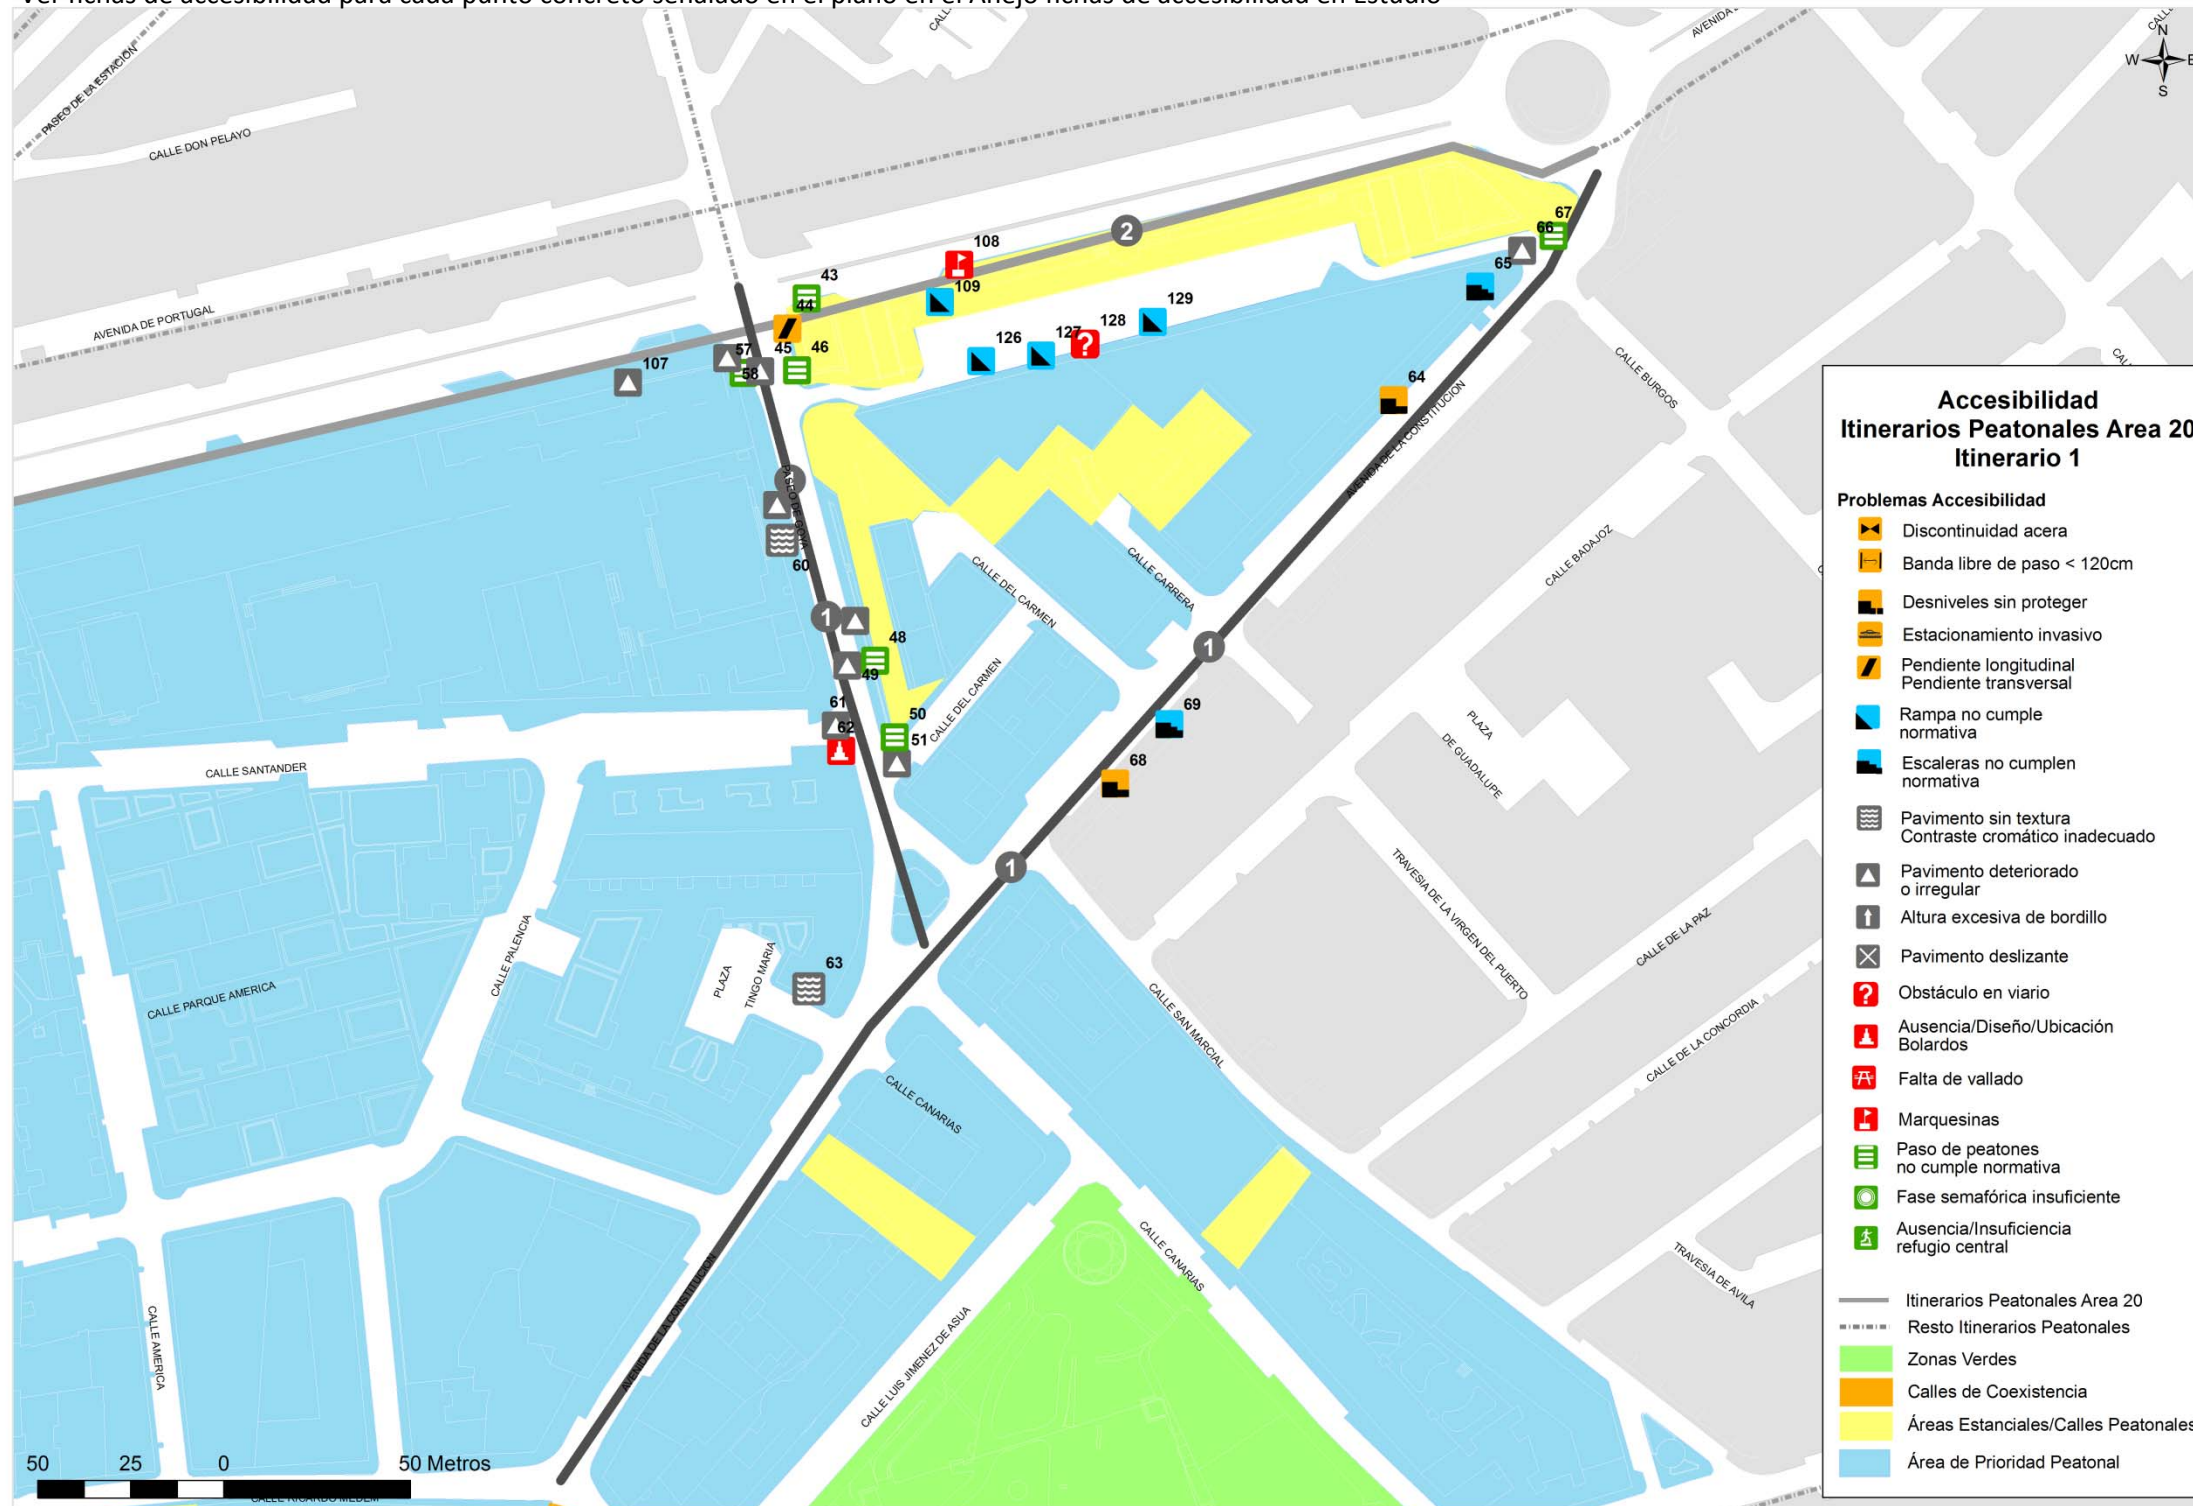 Ver fichas de accesibilidad para cada punto concreto señalado en el plano en el Anejo fichas de accesibilidad en Estudio
PASEO DE LA ESTACIÓN
CALLE DON PELAYO
AVENIDA DE PORTUGAL
N
W
E
S
2
67
66
108
65
43
109
44
129
128
127
126
57
45
46
58
107
64
CALLE BURGOS
AVENIDA DE LA CONSTITUCION
PASEO DE GOYA
60
CALLE BADAJOZ
CALLE CARRERA
CALLE DEL CARMEN
1
48
49
1
61
62
50
51
CALLE DEL CARMEN
69
68
PLAZA
DE GUADALUPE
CALLE SANTANDER
1
TRAVESIA DE LA VIRGEN DEL PUERTO
CALLE DE LA PAZ
CALLE PALENCIA
PLAZA
TINGO MARIA
63
CALLE PARQUE AMERICA
CALLE SAN MARCIAL
CALLE DE LA CONCORDIA
CALLE CANARIAS
CALLE CANARIAS
TRAVESIA DE AVILA
AVENIDA DE LA CONSTITUCION
CALLE AMERICA
CALLE LUIS JIMENEZ DE ASUA
50 25 0 50 Metros
CALLE RICARDO MEDEM
Accesibilidad
Itinerarios Peatonales Area 20
Itinerario 1
Problemas Accesibilidad
Discontinuidad acera
Banda libre de paso < 120cm
Desniveles sin proteger
Estacionamiento invasivo
Pendiente longitudinal
Pendiente transversal
Rampa no cumple
normativa
Escaleras no cumplen
normativa
Pavimento sin textura
Contraste cromático inadecuado
Pavimento deteriorado
o irregular
Altura excesiva de bordillo
Pavimento deslizante
Obstáculo en viario
Ausencia/Diseño/Ubicación
Bolardos
Falta de vallado
Marquesinas
Paso de peatones
no cumple normativa
Fase semafórica insuficiente
Ausencia/Insuficiencia
refugio central
Itinerarios Peatonales Area 20
Resto Itinerarios Peatonales
Zonas Verdes
Calles de Coexistencia
Áreas Estanciales/Calles Peatonales
Área de Prioridad Peatonal